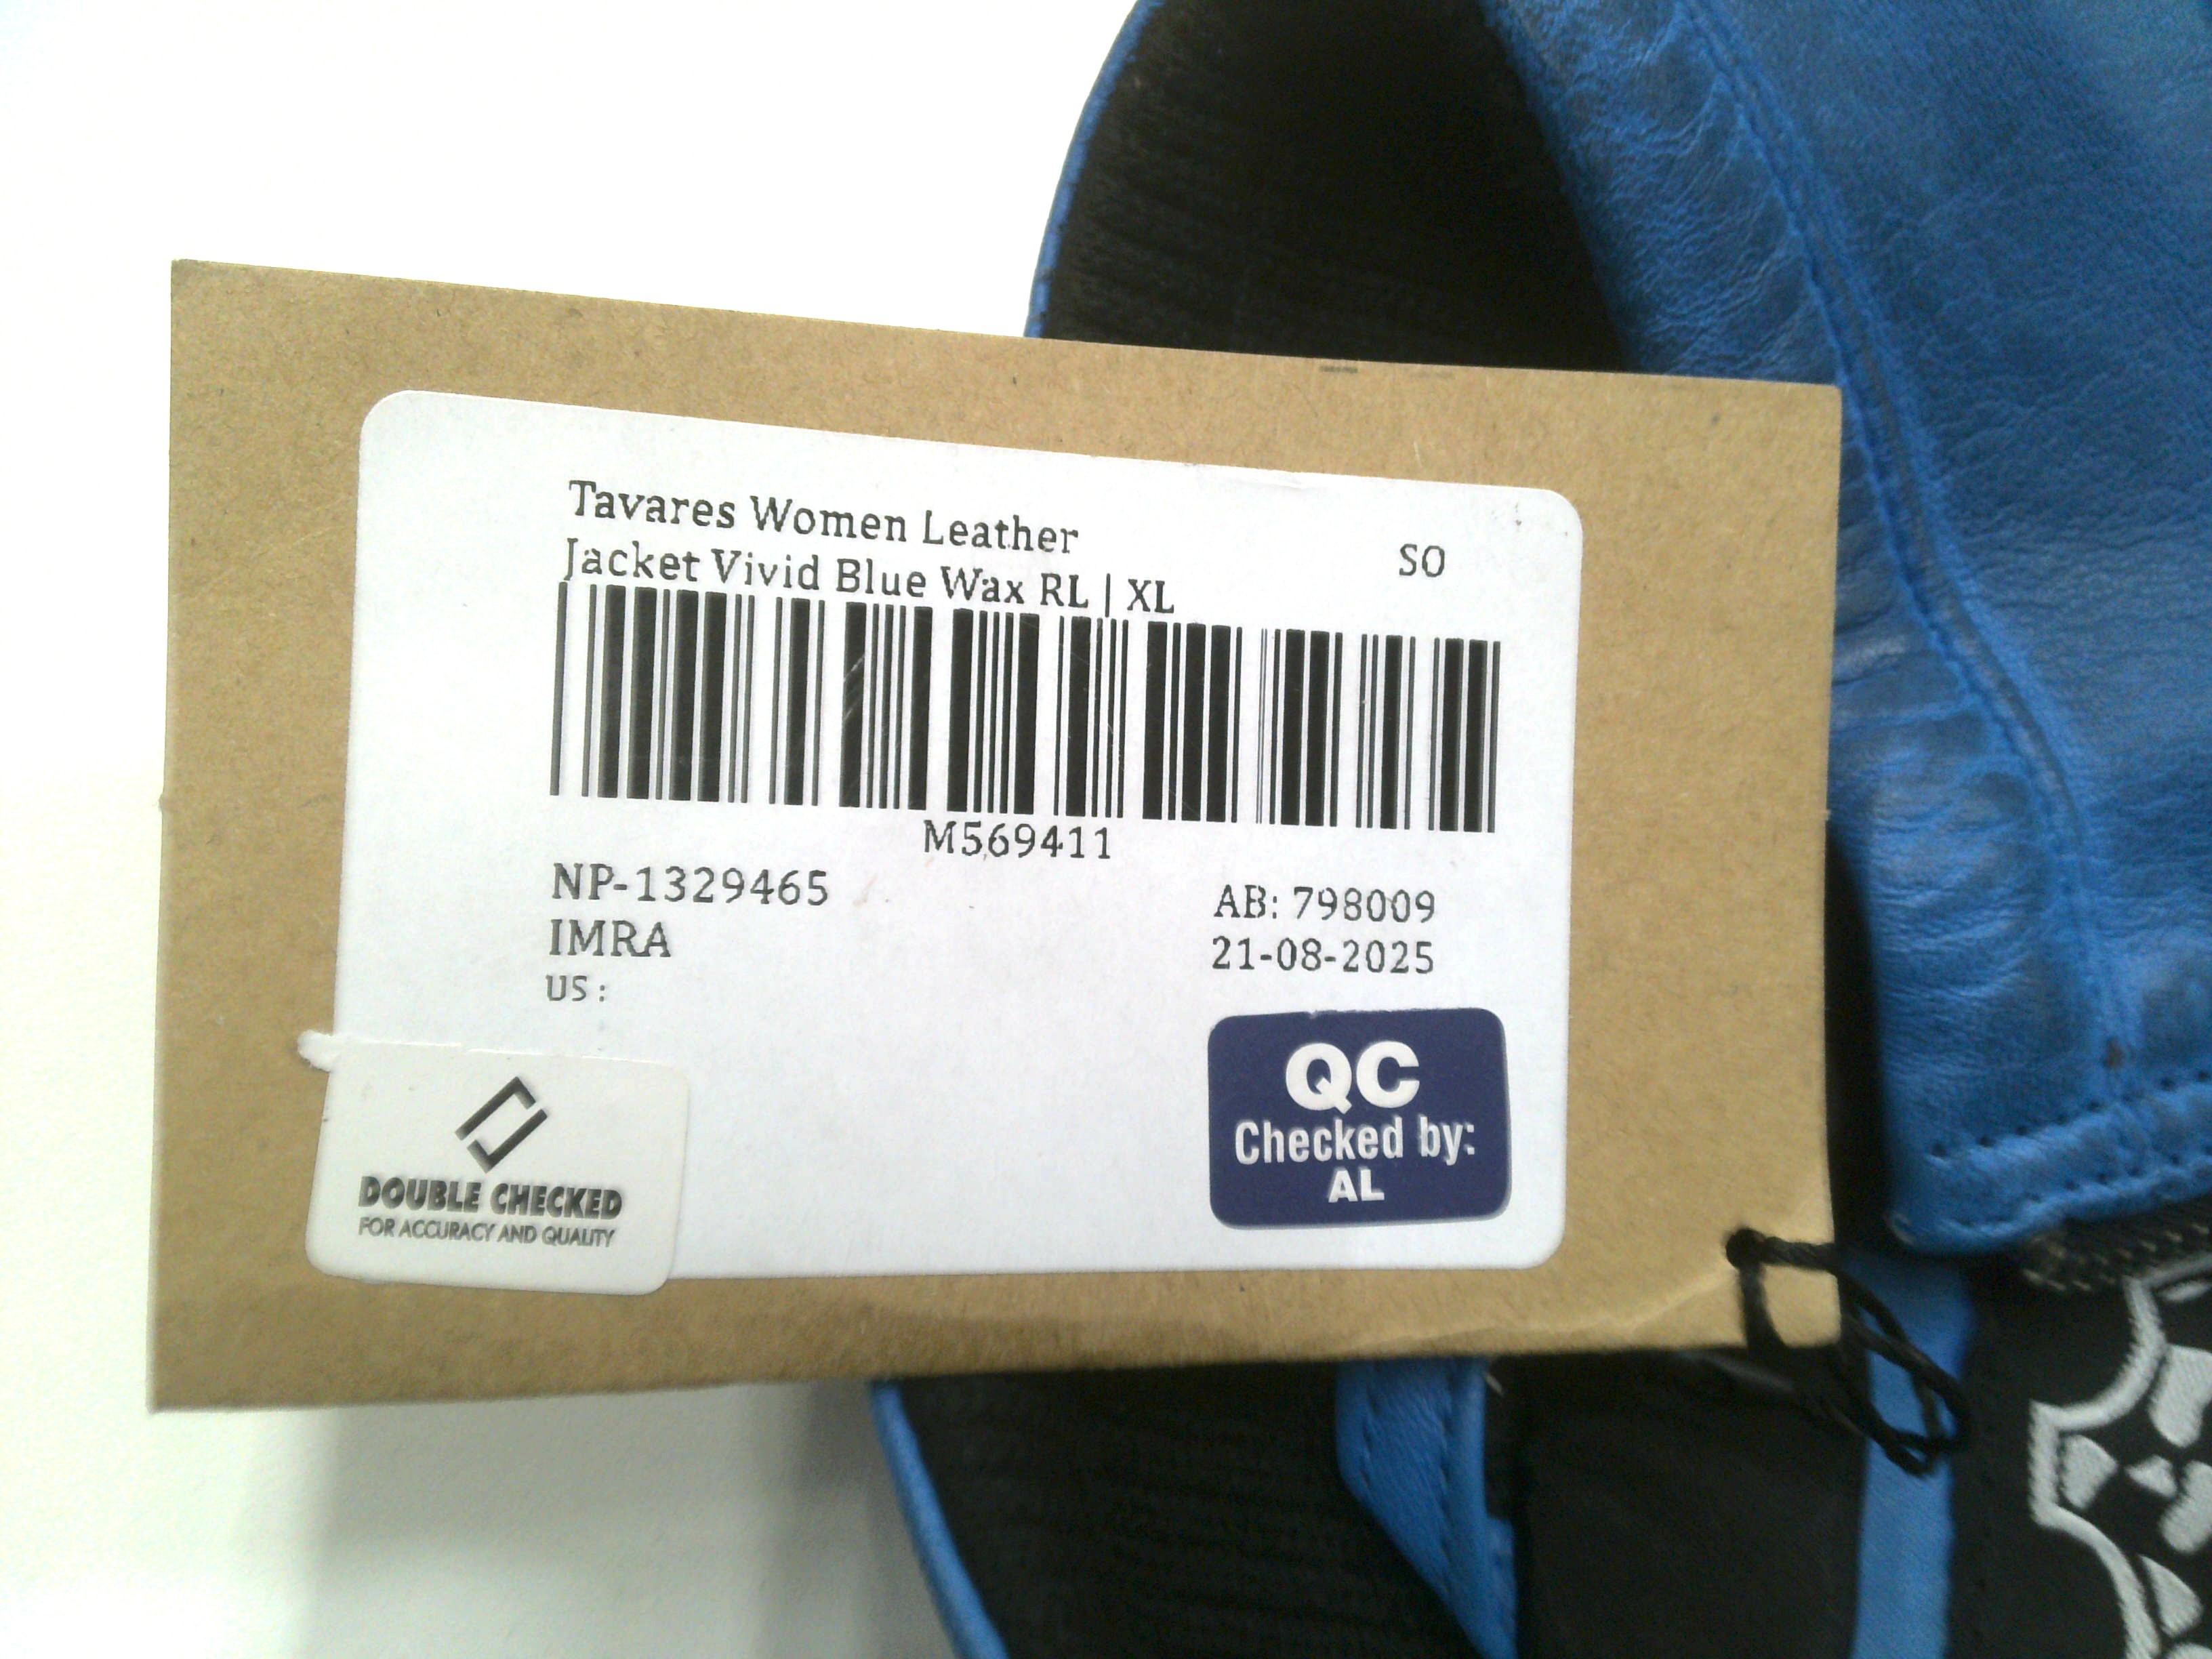 Tavares Women Leather
Jacket Vivid Blue Wax RL | XL
SO
M569411
NP-1329465
AB: 798009
IMRA
21-08-2025
US :
QC
Checked by:
AL
DOUBLE CHECKED
FOR ACCURACY AND QUALITY